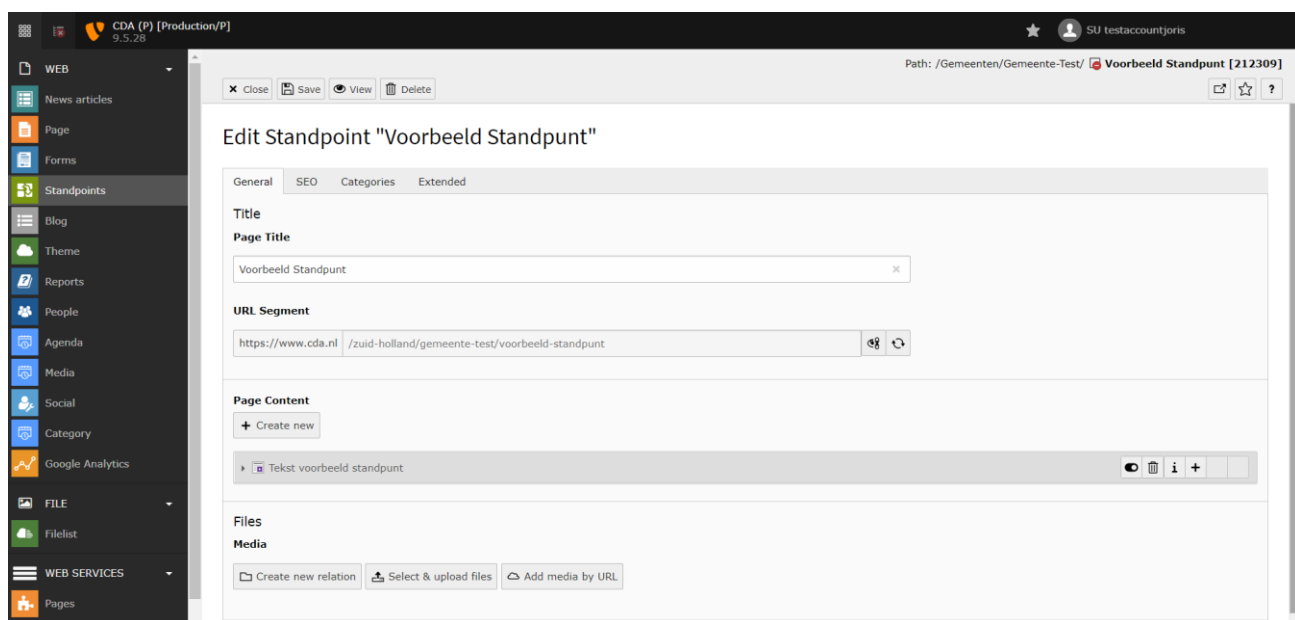 CDA (P) [Production/P]
9.5.28
SU testaccountjoris
WEB
News articles
Page
Forms
Standpoints
Blog
Theme
Reports
People
Agenda
Media
Social
Category
Google Analytics
FILE
Filelist
WEB SERVICES
Pages
Path: /Gemeenten/Gemeente-Test/ Voorbeeld Standpunt [212309]
Close Save View Delete
?
Edit Standpoint "Voorbeeld Standpunt"
General SEO Categories Extended
Title
Page Title
Voorbeeld Standpunt
URL Segment
https://www.cda.nl /zuid-holland/gemeente-test/voorbeeld-standpunt
Page Content
+ Create new
Tekst voorbeeld standpunt
Files
Media
Create new relation Select & upload files Add media by URL